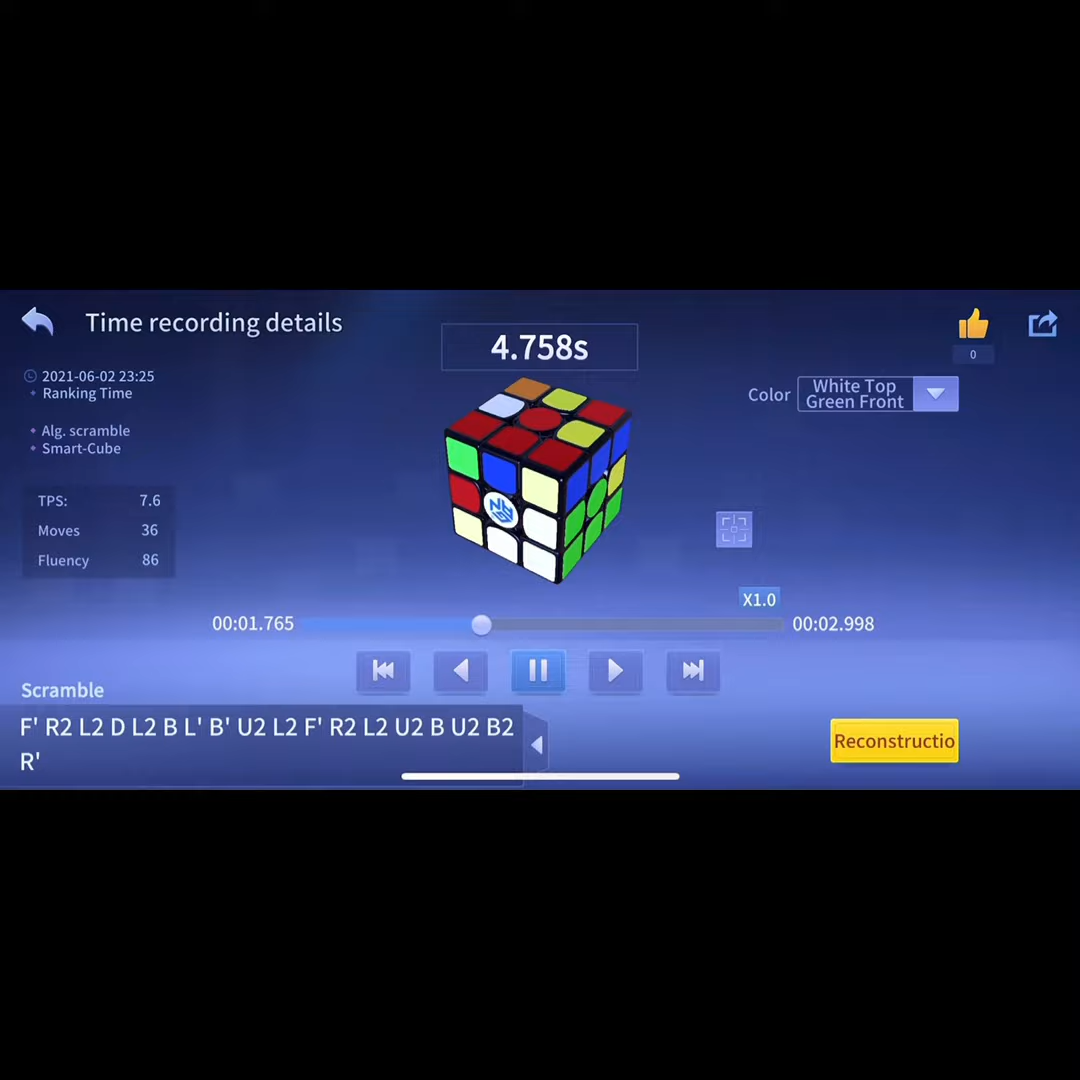 Time recording details
4.758s
0
2021-06-02 23:25
Ranking Time
Color
White Top
Green Front
Alg. scramble
Smart-Cube
TPS: 7.6
Moves 36
Fluency 86
X1.0
00:01.765
00:02.998
Scramble
F' R2 L2 D L2 B L' B' U2 L2 F' R2 L2 U2 B U2 B2
R'
Reconstructio